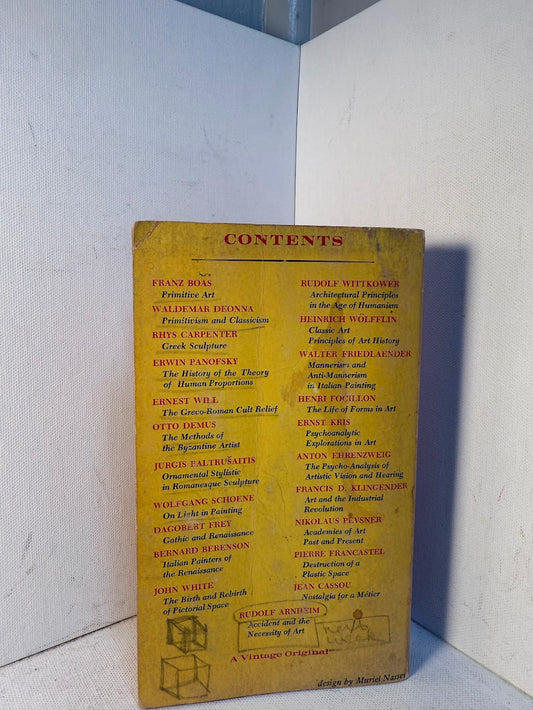 CONTENTS
FRANZ BOAS
Primitive Art
WALDEMAR DEONNA
Primitivism and Classicism
RHYS CARPENTER
Greek Sculpture
ERWIN PANOFSKY
The History of the Theory
of Human Proportions
ERNEST WILL
The Greco-Roman Cult Relief
OTTO DEMUS
The Methods of
the Byzantine Artist
JURGIS BALTRUŠAITIS
Ornamental Stylistic
in Romanesque Sculpture
WOLFGANG SCHOENE
On Light in Painting
DAGOBERT FREY
Gothic and Renaissance
BERNARD BERENSON
Italian Painters of
the Renaissance
JOHN WHITE
The Birth and Rebirth
of Pictorial Space
RUDOLF WITTKOWER
Architectural Principles
in the Age of Humanism
HEINRICH WÖLFFLIN
Classic Art
Principles of Art History
WALTER FRIEDLAENDER
Mannerism and
Anti-Mannerism
in Italian Painting
HENRI FOCILLON
The Life of Forms in Art
ERNST KRIS
Psychoanalytic
Explorations in Art
ANTON EHRENZWEIG
The Psycho-Analysis of
Artistic Vision and Hearing
FRANCIS D. KLINGENDER
Art and the Industrial
Revolution
NIKOLAUS PEVSNER
Academies of Art
Past and Present
PIERRE FRANCASTEL
Destruction of a
Plastic Space
JEAN CASSOU
Nostalgia for a Métier
RUDOLF ARNHEIM
Accident and the
Necessity of Art
A Vintage Original
design by Muriel Nasser